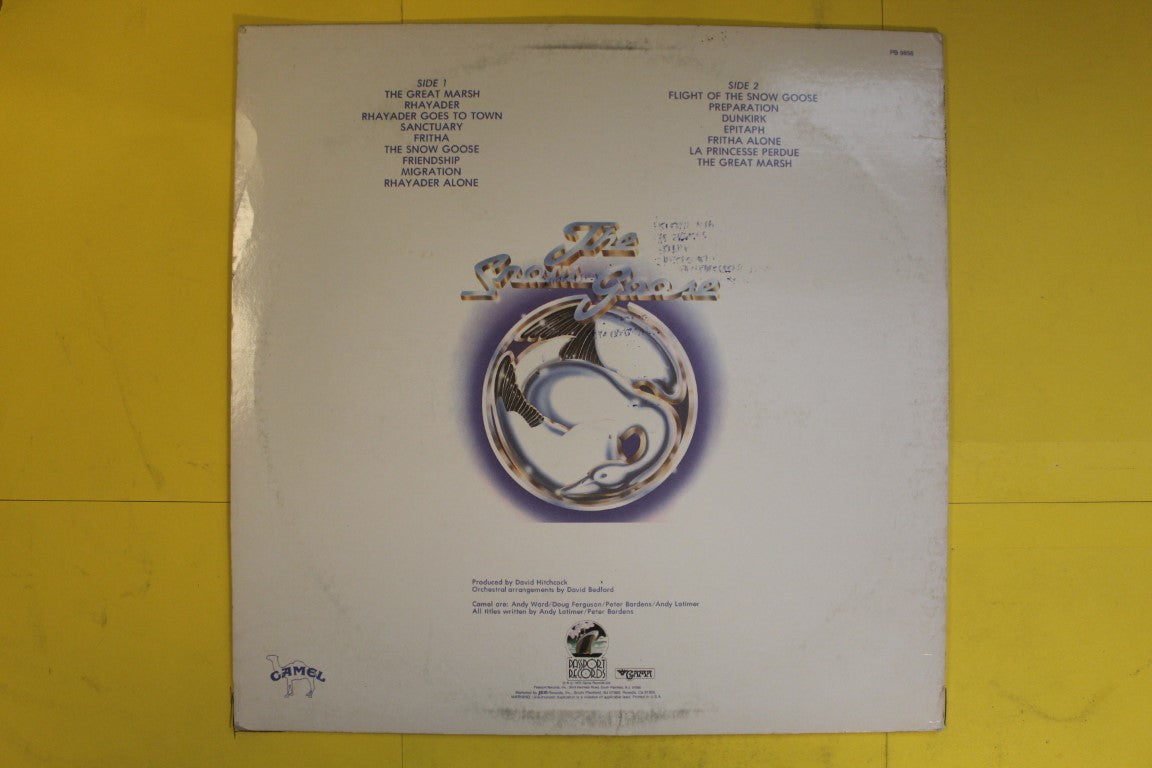 PB 9856
SIDE 1
THE GREAT MARSH
RHAYADER
RHAYADER GOES TO TOWN
SANCTUARY
FRITHA
THE SNOW GOOSE
FRIENDSHIP
MIGRATION
RHAYADER ALONE
SIDE 2
FLIGHT OF THE SNOW GOOSE
PREPARATION
DUNKIRK
EPITAPH
FRITHA ALONE
LA PRINCESSE PERDUE
THE GREAT MARSH
The
Snow Goose
Produced by David Hitchcock
Orchestral arrangements by David Bedford
Camel are: Andy Ward/Doug Ferguson/Peter Bardens/Andy Latimer
All titles written by Andy Latimer/Peter Bardens
CAMEL
PASSPORT
RECORDS
GAMA